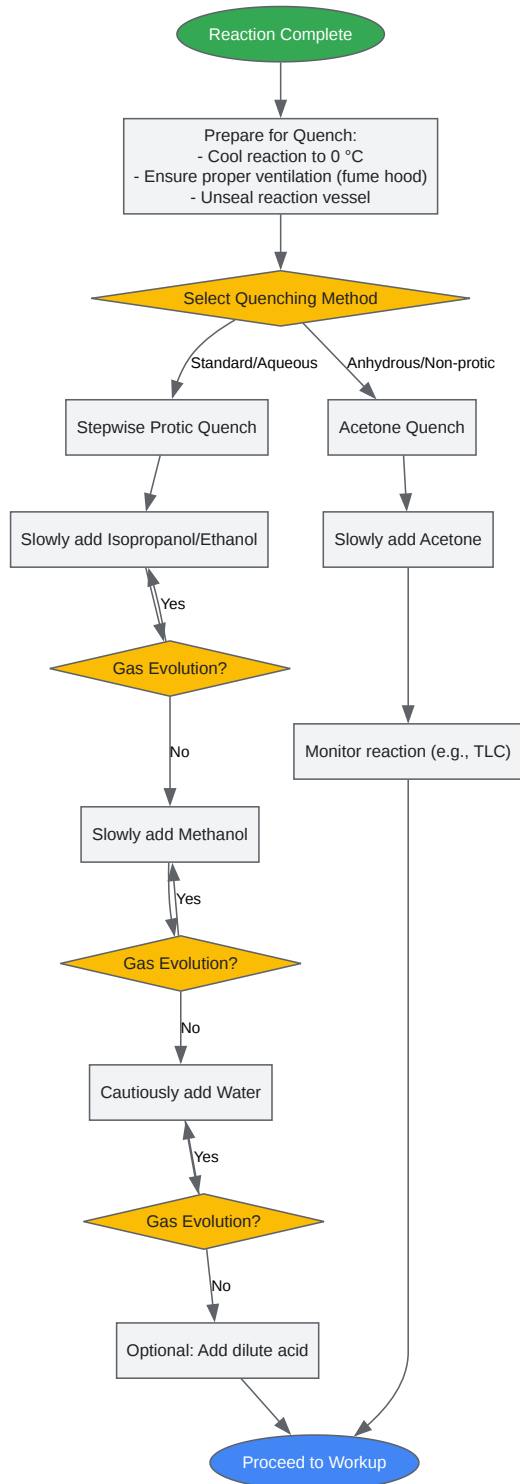 Reaction Complete
Prepare for Quench:
- Cool reaction to 0 °C
- Ensure proper ventilation (fume hood)
- Unseal reaction vessel
Select Quenching Method
Standard/Aqueous
Anhydrous/Non-protic
Stepwise Protic Quench
Acetone Quench
Slowly add Isopropanol/Ethanol
Slowly add Acetone
Yes
Gas Evolution?
No
Monitor reaction (e.g., TLC)
Slowly add Methanol
Yes
Gas Evolution?
No
Cautiously add Water
Yes
Gas Evolution?
No
Optional: Add dilute acid
Proceed to Workup